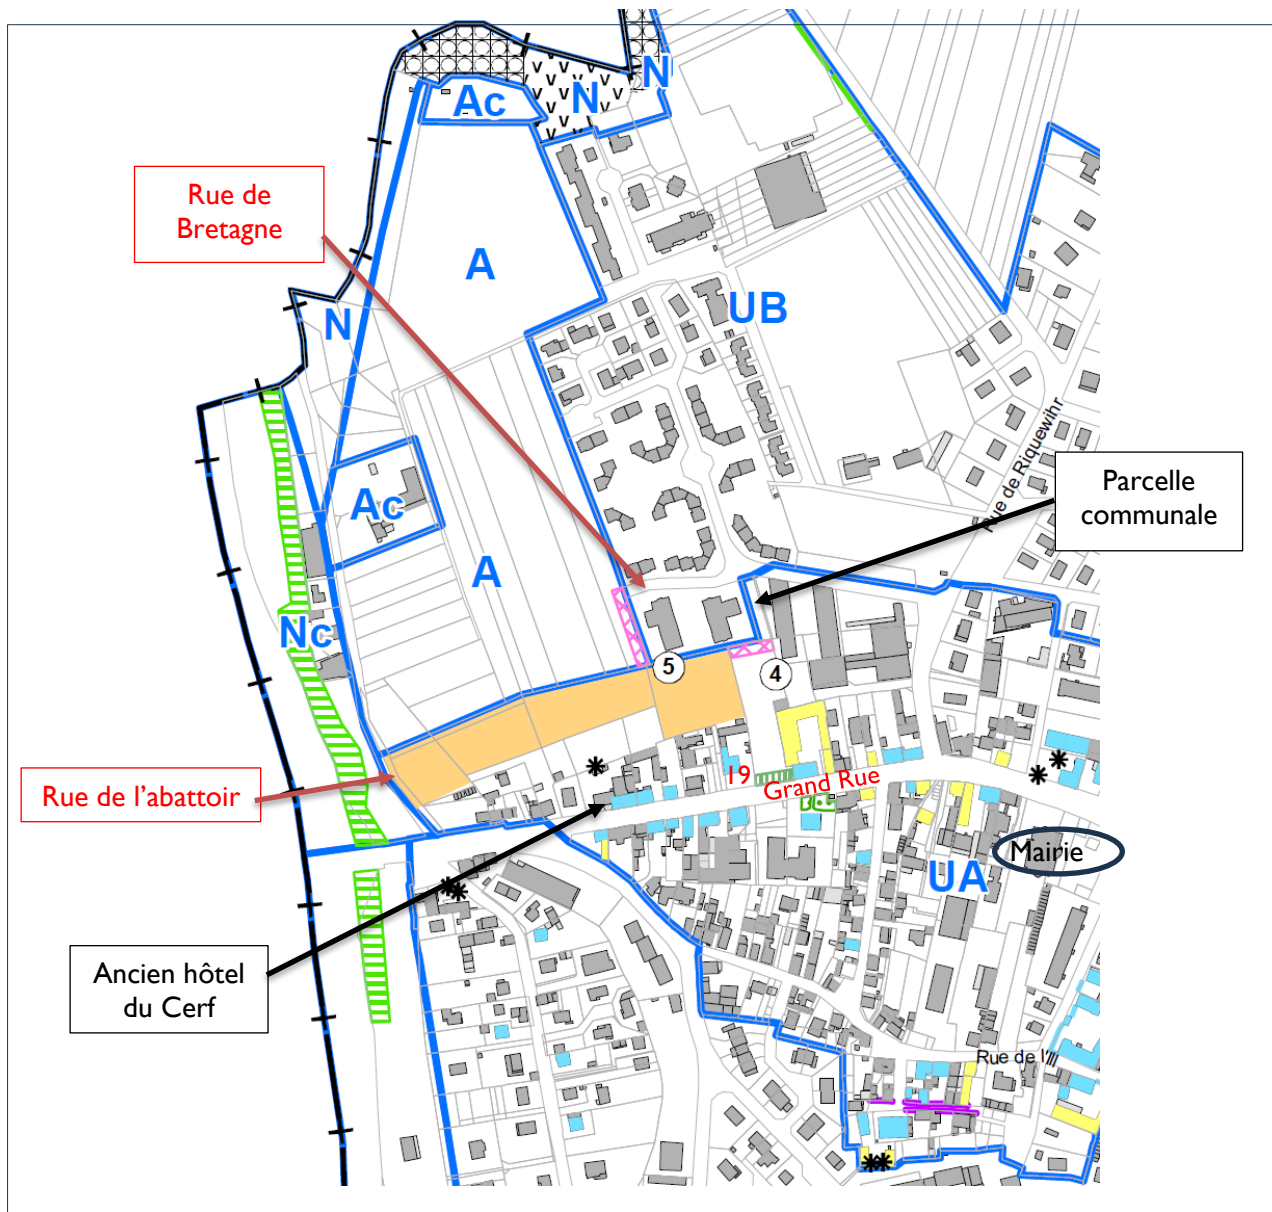 N
Ac
N
Rue de
Bretagne
A
UB
N
Rue de Riquewihr
Parcelle
communale
Ac
A
Nc
5
4
19
Grand Rue
Rue de l’abattoir
Mairie
UA
Ancien hôtel
du Cerf
Rue de l'